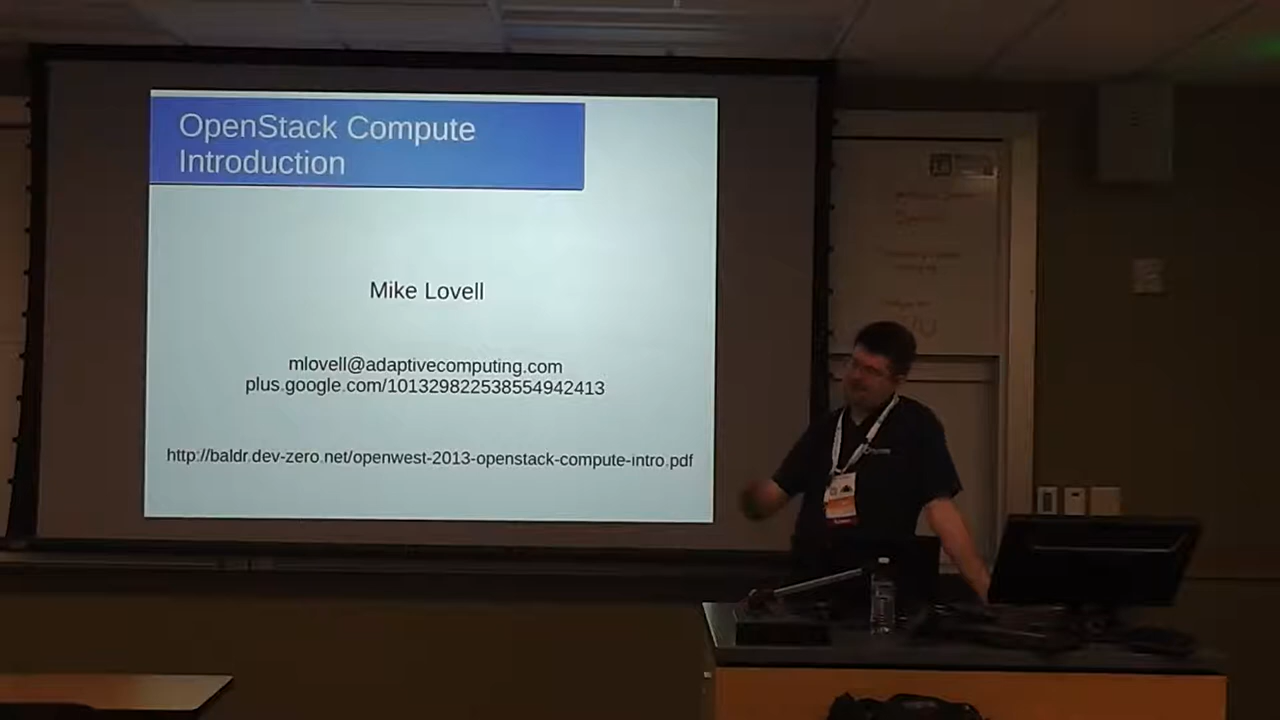 OpenStack Compute
Introduction
Mike Lovell
mlovell@adaptivecomputing.com
plus.google.com/101329822538554942413
http://baldr.dev-zero.net/openwest-2013-openstack-compute-intro.pdf